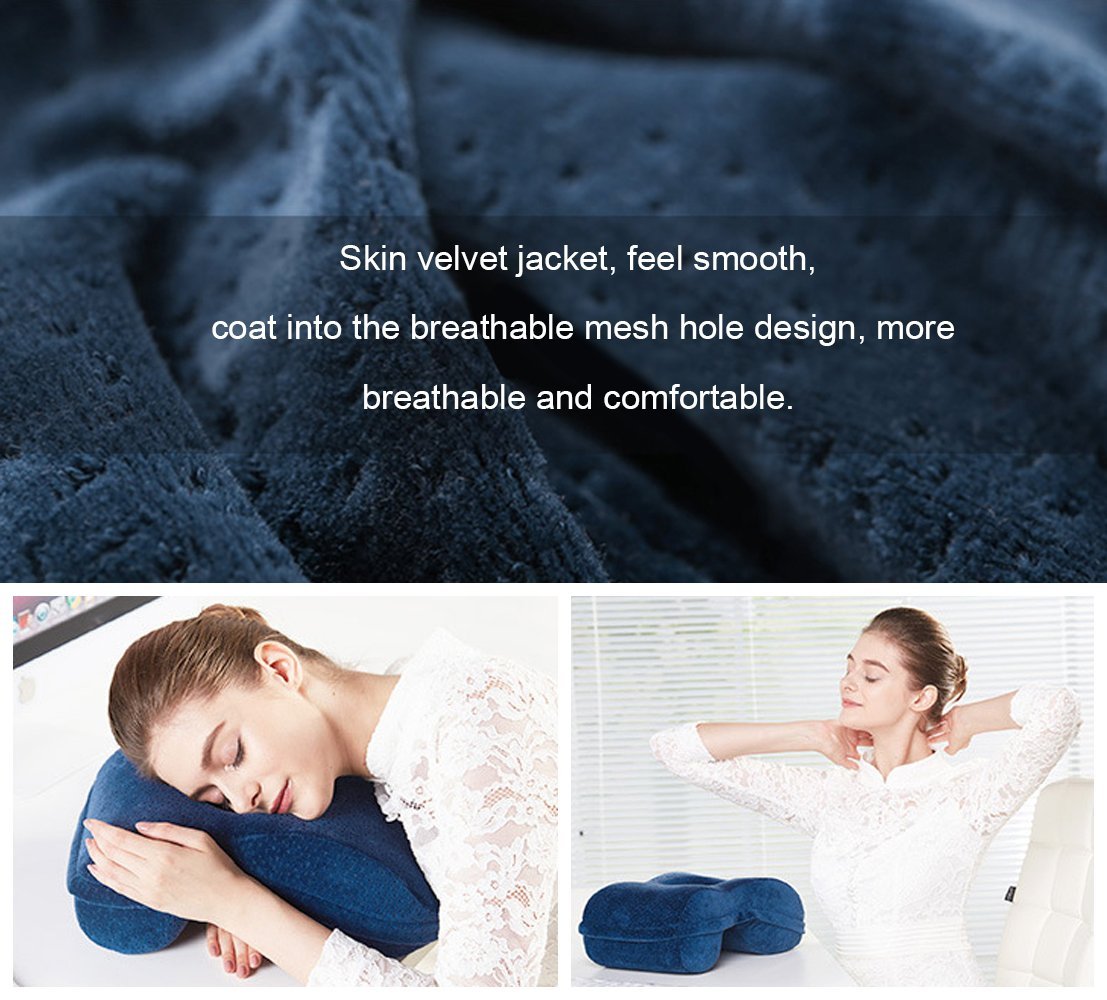 Skin velvet jacket, feel smooth,
coat into the breathable mesh hole design, more
breathable and comfortable.